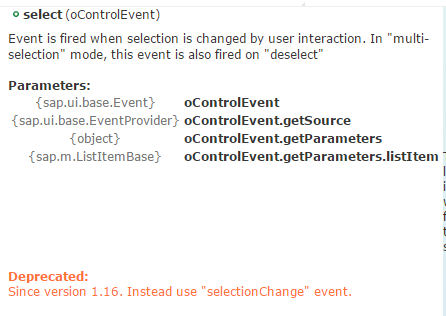 select (oControlEvent)
Event is fired when selection is changed by user interaction. In "multi-
selection" mode, this event is also fired on "deselect"
Parameters:
{sap.ui.base.Event} oControlEvent
{sap.ui.base.EventProvider} oControlEvent.getSource
{object} oControlEvent.getParameters
{sap.m.ListItemBase} oControlEvent.getParameters.listItem
Deprecated:
Since version 1.16. Instead use "selectionChange" event.